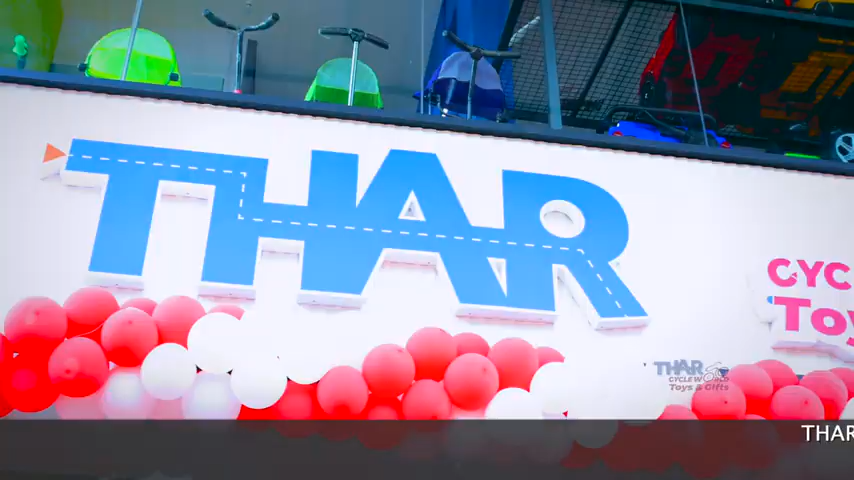 THAR
CYC
Toy
THAR
CYCLE WORLD
Toys & Gifts
THAR